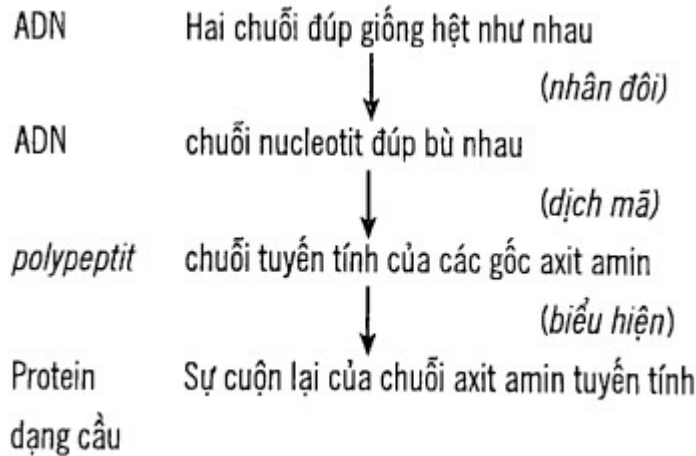 ADN Hai chuỗi đúp giống hệt như nhau
(nhân đôi)
ADN chuỗi nucleotit đúp bù nhau
(dịch mã)
polypeptit chuỗi tuyến tính của các gốc axit amin
(biểu hiện)
Protein Sự cuộn lại của chuỗi axit amin tuyến tính
dạng cầu